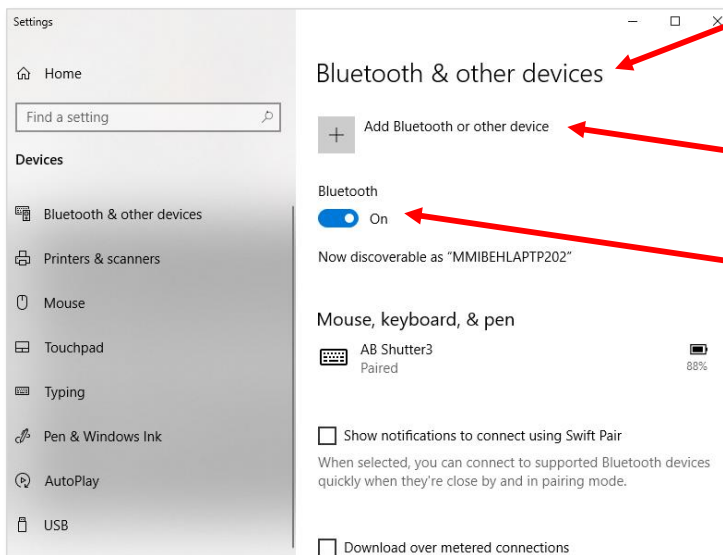 Settings
Home
Find a setting
Devices
Bluetooth & other devices
Printers & scanners
Mouse
Touchpad
Typing
Pen & Windows Ink
AutoPlay
USB
Bluetooth & other devices
Add Bluetooth or other device
Bluetooth
On
Now discoverable as “MMIBEHLAPTP202”
Mouse, keyboard, & pen
AB Shutter3
Paired
88%
Show notifications to connect using Swift Pair
When selected, you can connect to supported Bluetooth devices
quickly when they're close by and in pairing mode.
Download over metered connections